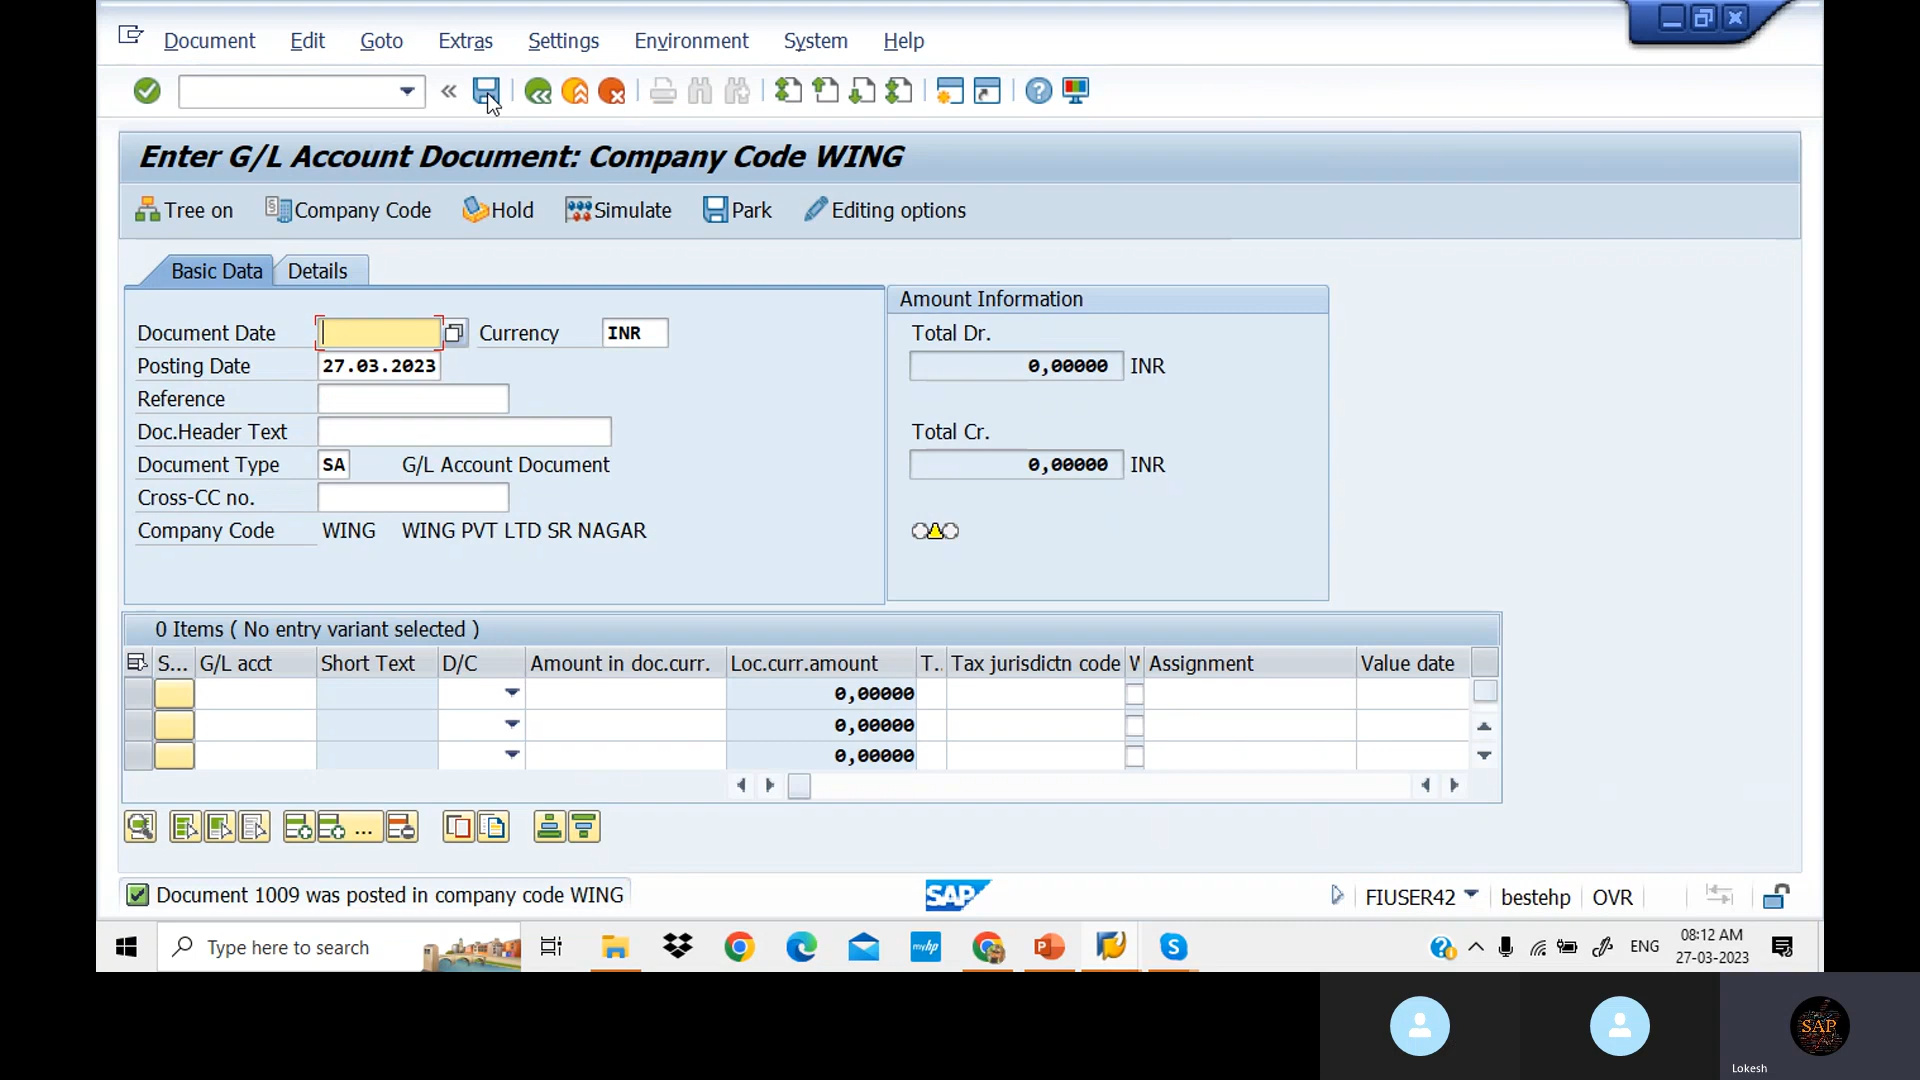 Document Edit Goto Extras Settings Environment System Help
Enter G/L Account Document: Company Code WING
Tree on Company Code Hold Simulate Park Editing options
Basic Data Details
Amount Information
Document Date Currency INR Total Dr.
Posting Date 27.03.2023 0,00000 INR
Reference
Doc.Header Text Total Cr.
Document Type SA G/L Account Document 0,00000 INR
Cross-CC no.
Company Code WING WING PVT LTD SR NAGAR
0 Items ( No entry variant selected )
S... G/L acct Short Text D/C Amount in doc.curr. Loc.curr.amount T.. Tax jurisdictn code W Assignment Value date
0,00000
0,00000
0,00000
Document 1009 was posted in company code WING SAP FIUSER42 bestehp OVR
Type here to search myhp ENG 08:12 AM
27-03-2023
SAP
Lokesh